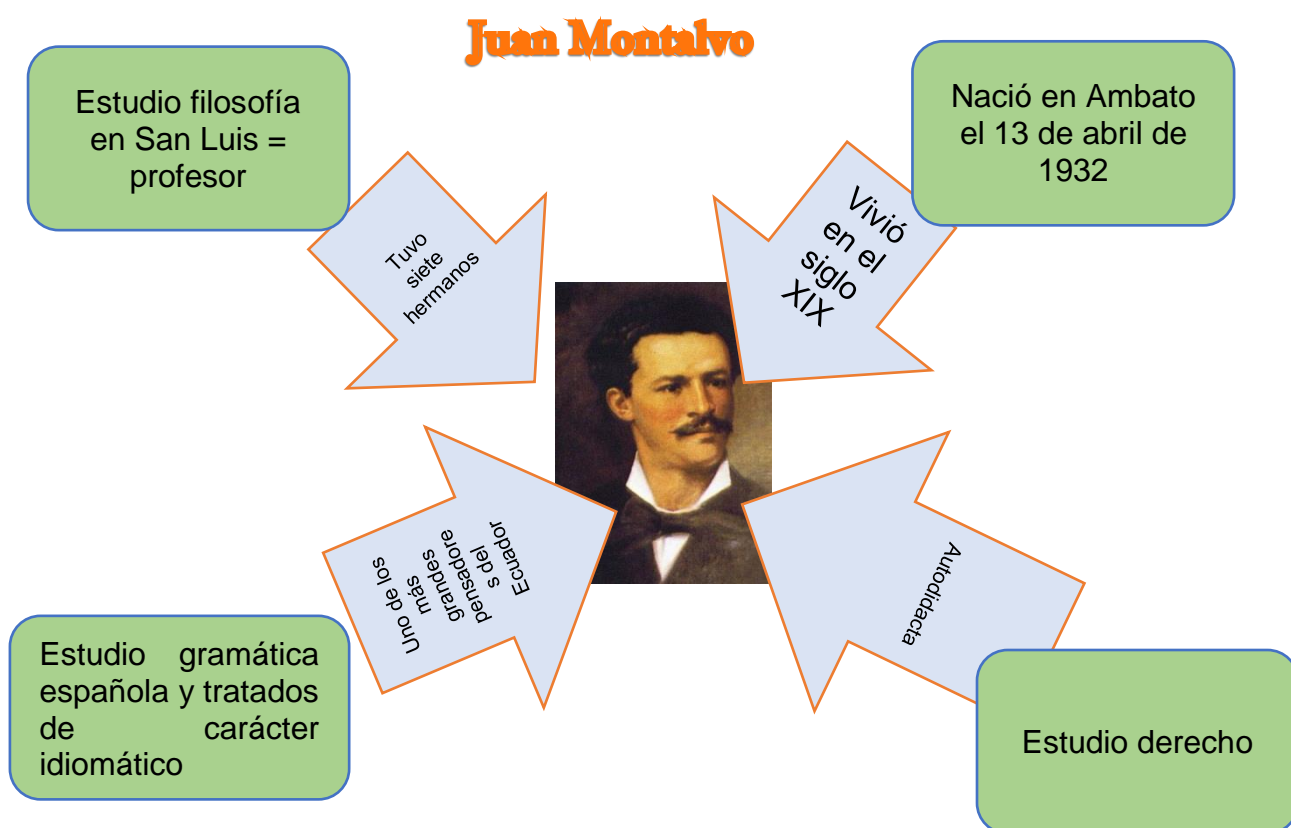 Juan Montalvo
Estudio filosofía
en San Luis =
profesor
Nació en Ambato
el 13 de abril de
1932
Tuvo
siete
hermanos
Vivió
en el
siglo
XIX
Uno de los
más
grandes
pensadore
s del
Ecuador
Autodidacta
Estudio gramática
española y tratados
de carácter
idiomático
Estudio derecho